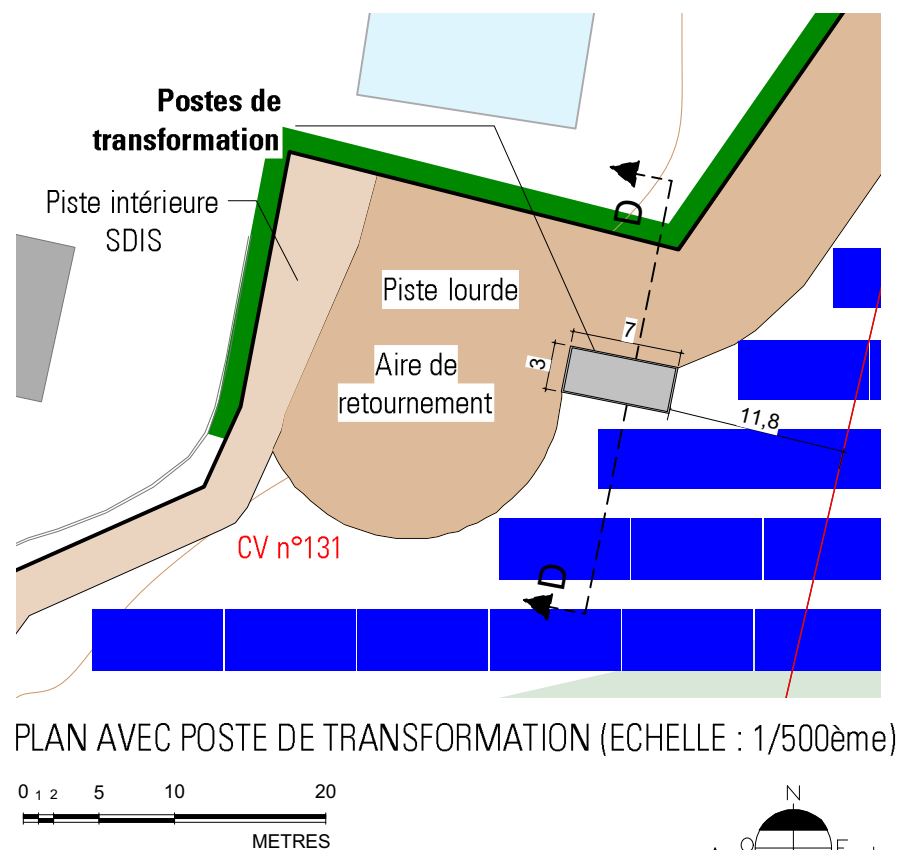 Postes de
transformation
Piste intérieure
SDIS
D
Piste lourde
7
3
Aire de
retournement
11,8
CV n°131
D
PLAN AVEC POSTE DE TRANSFORMATION (ECHELLE : 1/500ème)
0 1 2 5 10 20
METRES
N
O E